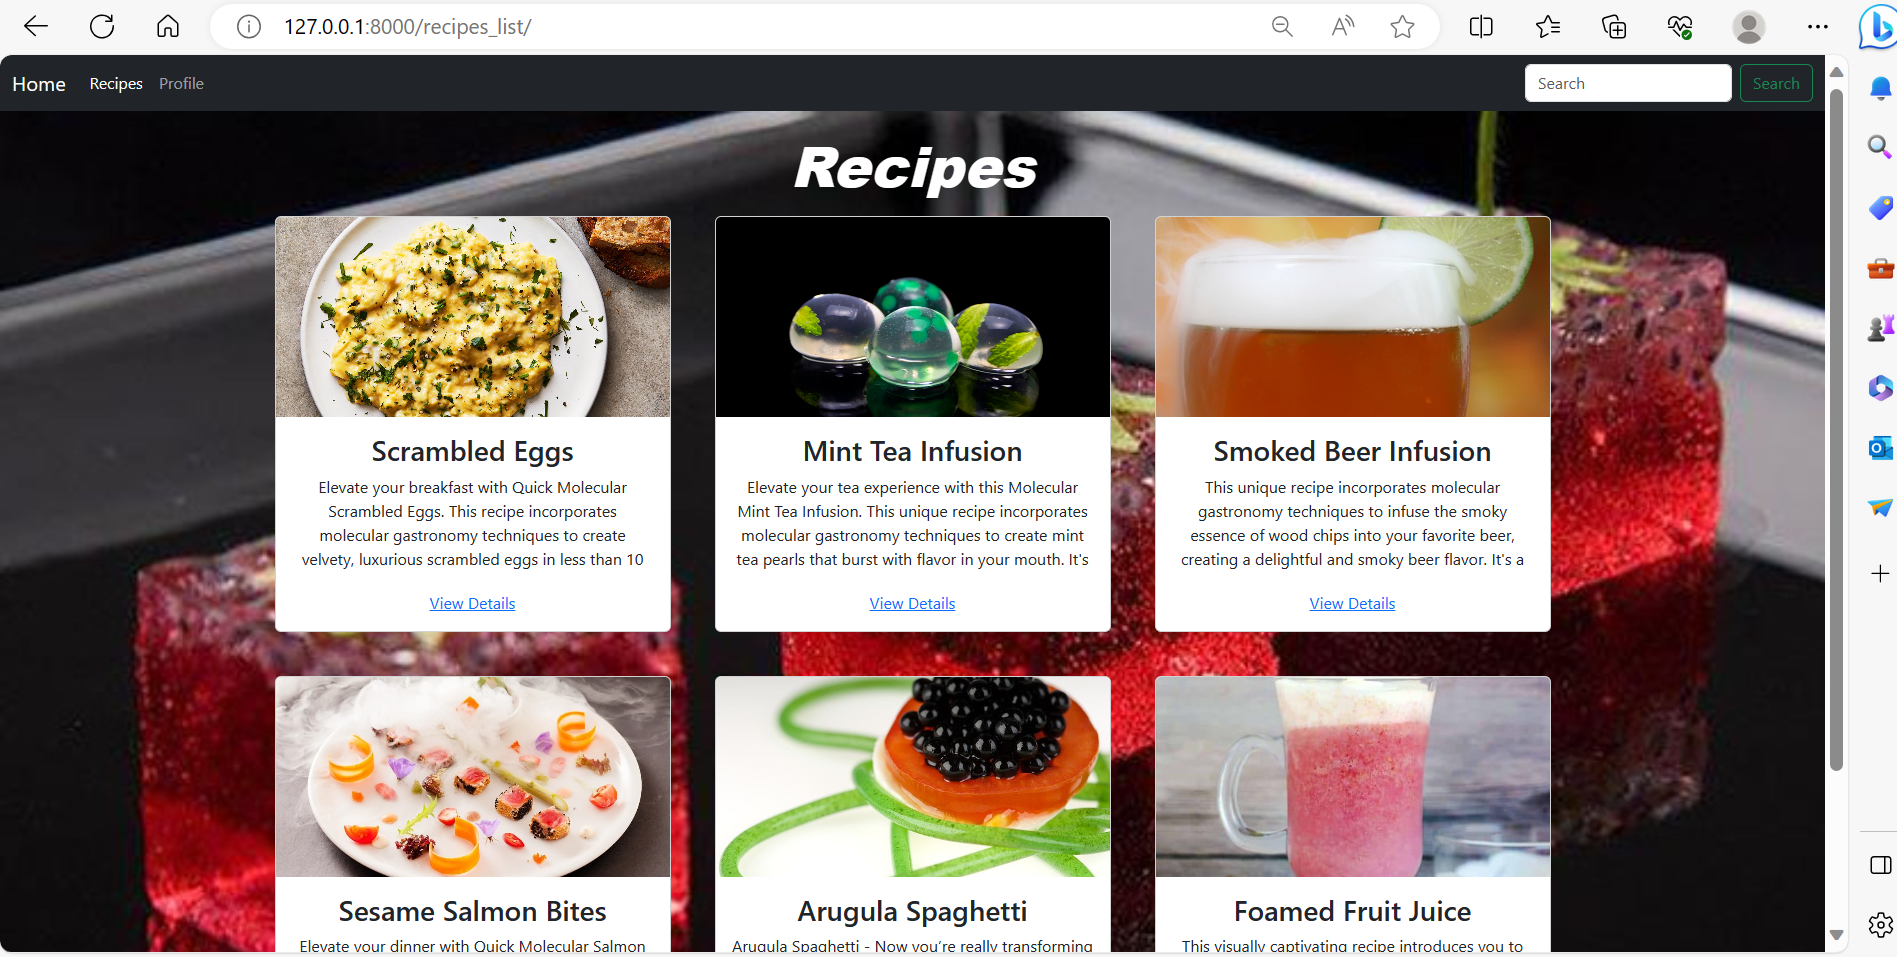 127.0.0.1:8000/recipes_list/
Home Recipes Profile Search Search
Recipes
Scrambled Eggs
Elevate your breakfast with Quick Molecular
Scrambled Eggs. This recipe incorporates
molecular gastronomy techniques to create
velvety, luxurious scrambled eggs in less than 10
View Details
Mint Tea Infusion
Elevate your tea experience with this Molecular
Mint Tea Infusion. This unique recipe incorporates
molecular gastronomy techniques to create mint
tea pearls that burst with flavor in your mouth. It's
View Details
Smoked Beer Infusion
This unique recipe incorporates molecular
gastronomy techniques to infuse the smoky
essence of wood chips into your favorite beer,
creating a delightful and smoky beer flavor. It's a
View Details
Sesame Salmon Bites
Elevate your dinner with Quick Molecular Salmon
Arugula Spaghetti
Arugula Spaghetti - Now you're really transforming
Foamed Fruit Juice
This visually captivating recipe introduces you to